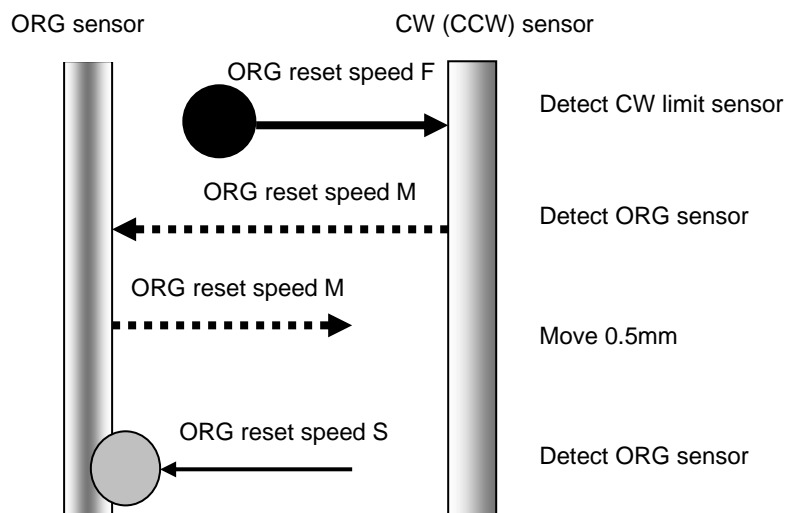 ORG sensor
CW (CCW) sensor
ORG reset speed F
Detect CW limit sensor
ORG reset speed M
Detect ORG sensor
ORG reset speed M
Move 0.5mm
ORG reset speed S
Detect ORG sensor